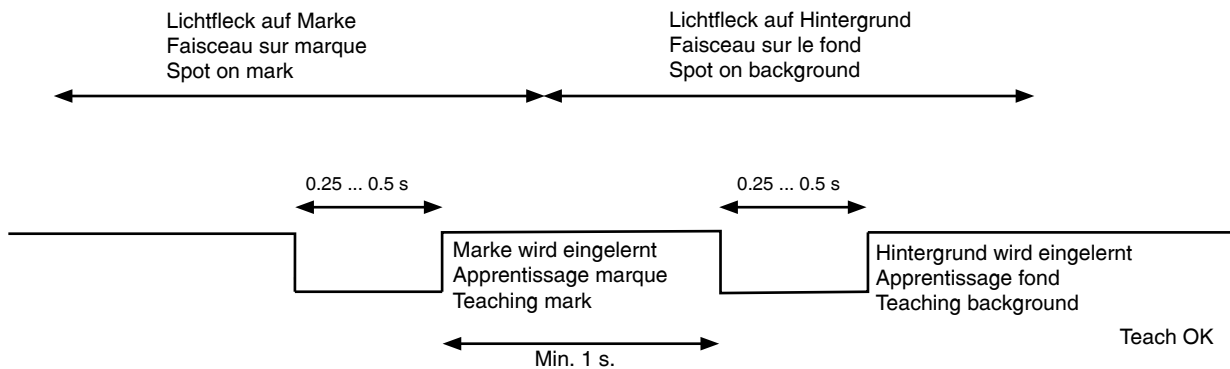 Lichtfleck auf Marke
Faisceau sur marque
Spot on mark
Lichtfleck auf Hintergrund
Faisceau sur le fond
Spot on background
0.25 ... 0.5 s
0.25 ... 0.5 s
Marke wird eingelernt
Apprentissage marque
Teaching mark
Hintergrund wird eingelernt
Apprentissage fond
Teaching background
Teach OK
Min. 1 s.